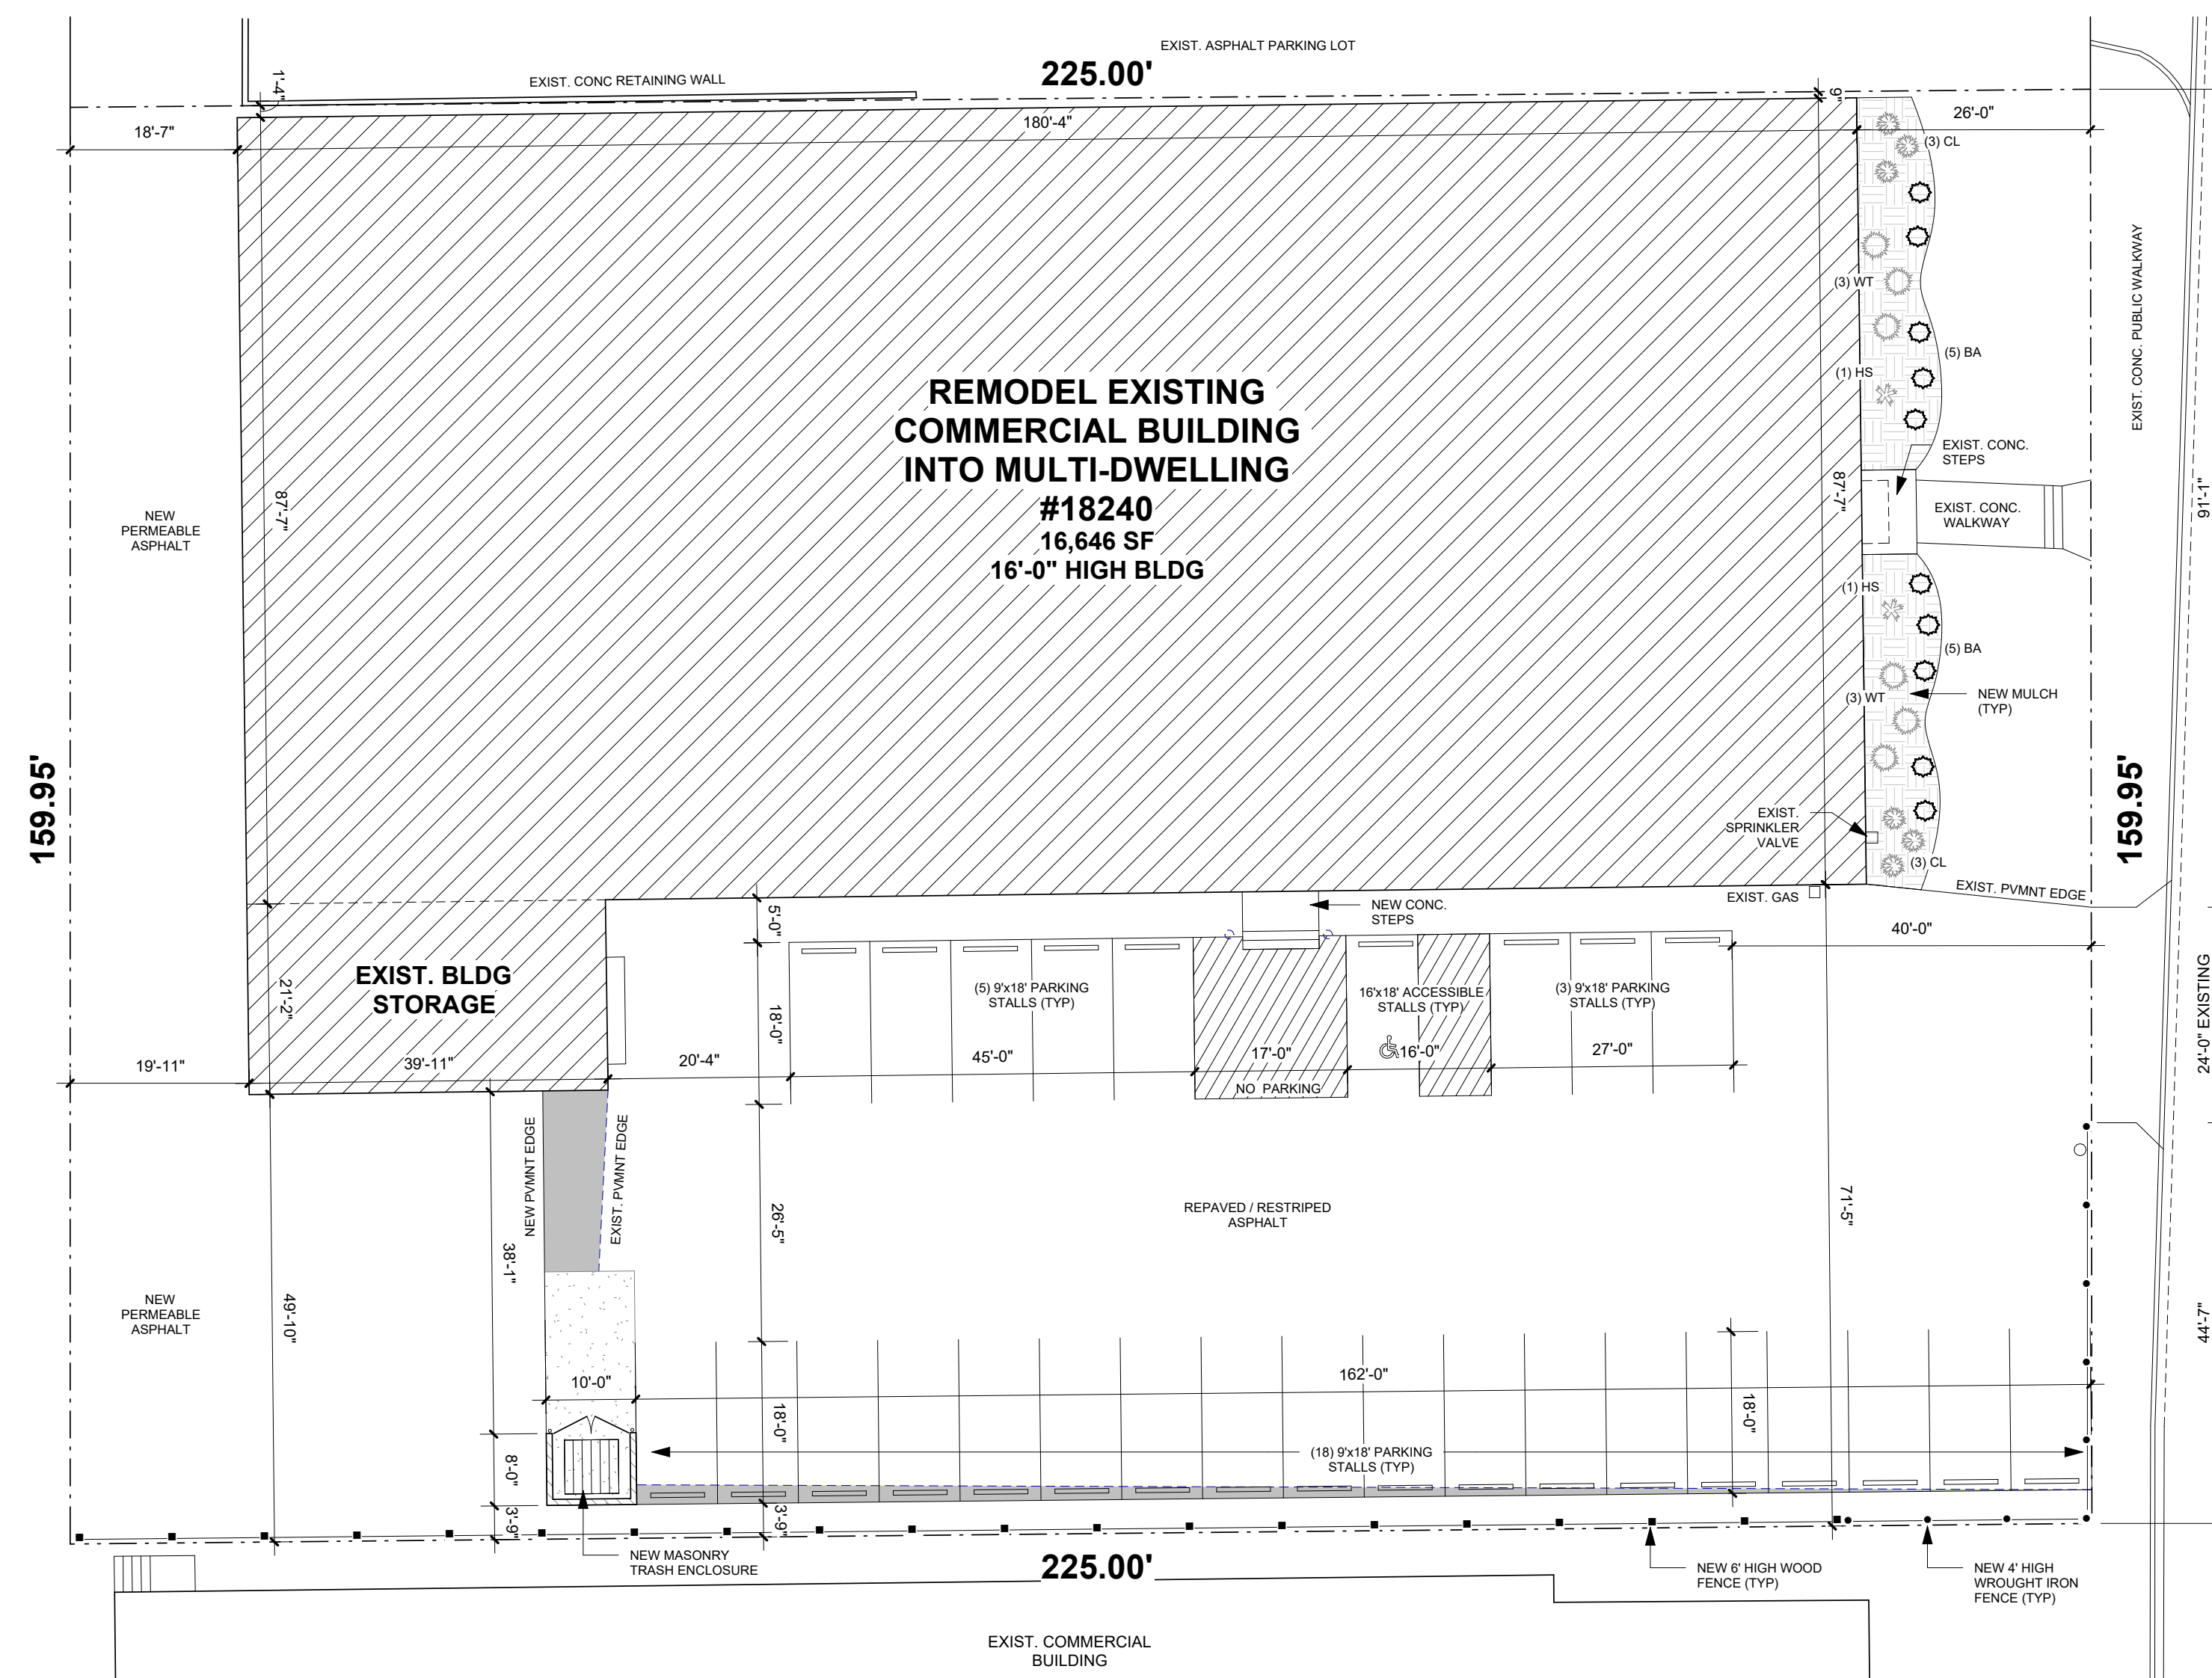 EXIST. ASPHALT PARKING LOT
225.00'
EXIST. CONC RETAINING WALL
1'-4"
9"
18'-7"
180'-4"
26'-0"
(3) CL
EXIST. CONC. PUBLIC WALKWAY
(3) WT
(5) BA
(1) HS
REMODEL EXISTING
COMMERCIAL BUILDING
INTO MULTI-DWELLING
#18240
16,646 SF
16'-0" HIGH BLDG
EXIST. CONC.
STEPS
87'-7"
87'-7"
91'-1"
NEW
PERMEABLE
ASPHALT
EXIST. CONC.
WALKWAY
(1) HS
(5) BA
(3) WT
NEW MULCH
(TYP)
159.95'
159.95'
EXIST.
SPRINKLER
VALVE
(3) CL
EXIST. PVMNT EDGE
EXIST. GAS
NEW CONC.
STEPS
5'-0"
40'-0"
EXIST. BLDG
STORAGE
21'-2"
18'-0"
(5) 9'x18' PARKING
STALLS (TYP)
16'x18' ACCESSIBLE
STALLS (TYP)
(3) 9'x18' PARKING
STALLS (TYP)
24'-0" EXISTING
19'-11"
39'-11"
20'-4"
45'-0"
17'-0"
16'-0"
27'-0"
NO PARKING
NEW PVMNT EDGE
EXIST. PVMNT EDGE
REPAVED / RESTRIPED
ASPHALT
26'-5"
71'-5"
38'-1"
49'-10"
NEW
PERMEABLE
ASPHALT
44'-7"
10'-0"
162'-0"
18'-0"
18'-0"
(18) 9'x18' PARKING
STALLS (TYP)
8'-0"
3'-9"
3'-9"
NEW MASONRY
TRASH ENCLOSURE
225.00'
NEW 6' HIGH WOOD
FENCE (TYP)
NEW 4' HIGH
WROUGHT IRON
FENCE (TYP)
EXIST. COMMERCIAL
BUILDING